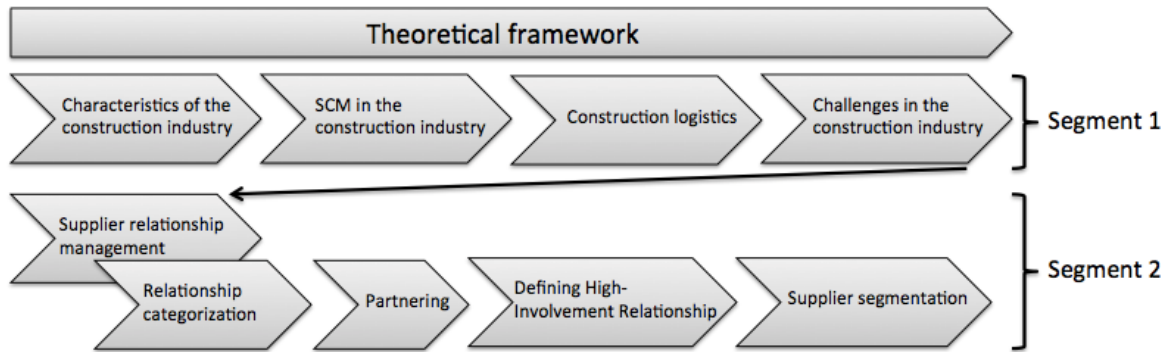 Theoretical framework
Characteristics of the
construction industry
SCM in the
construction industry
Construction logistics
Challenges in the
construction industry
Segment 1
Supplier relationship
management
Relationship
categorization
Partnering
Defining High-
Involvement Relationship
Supplier segmentation
Segment 2